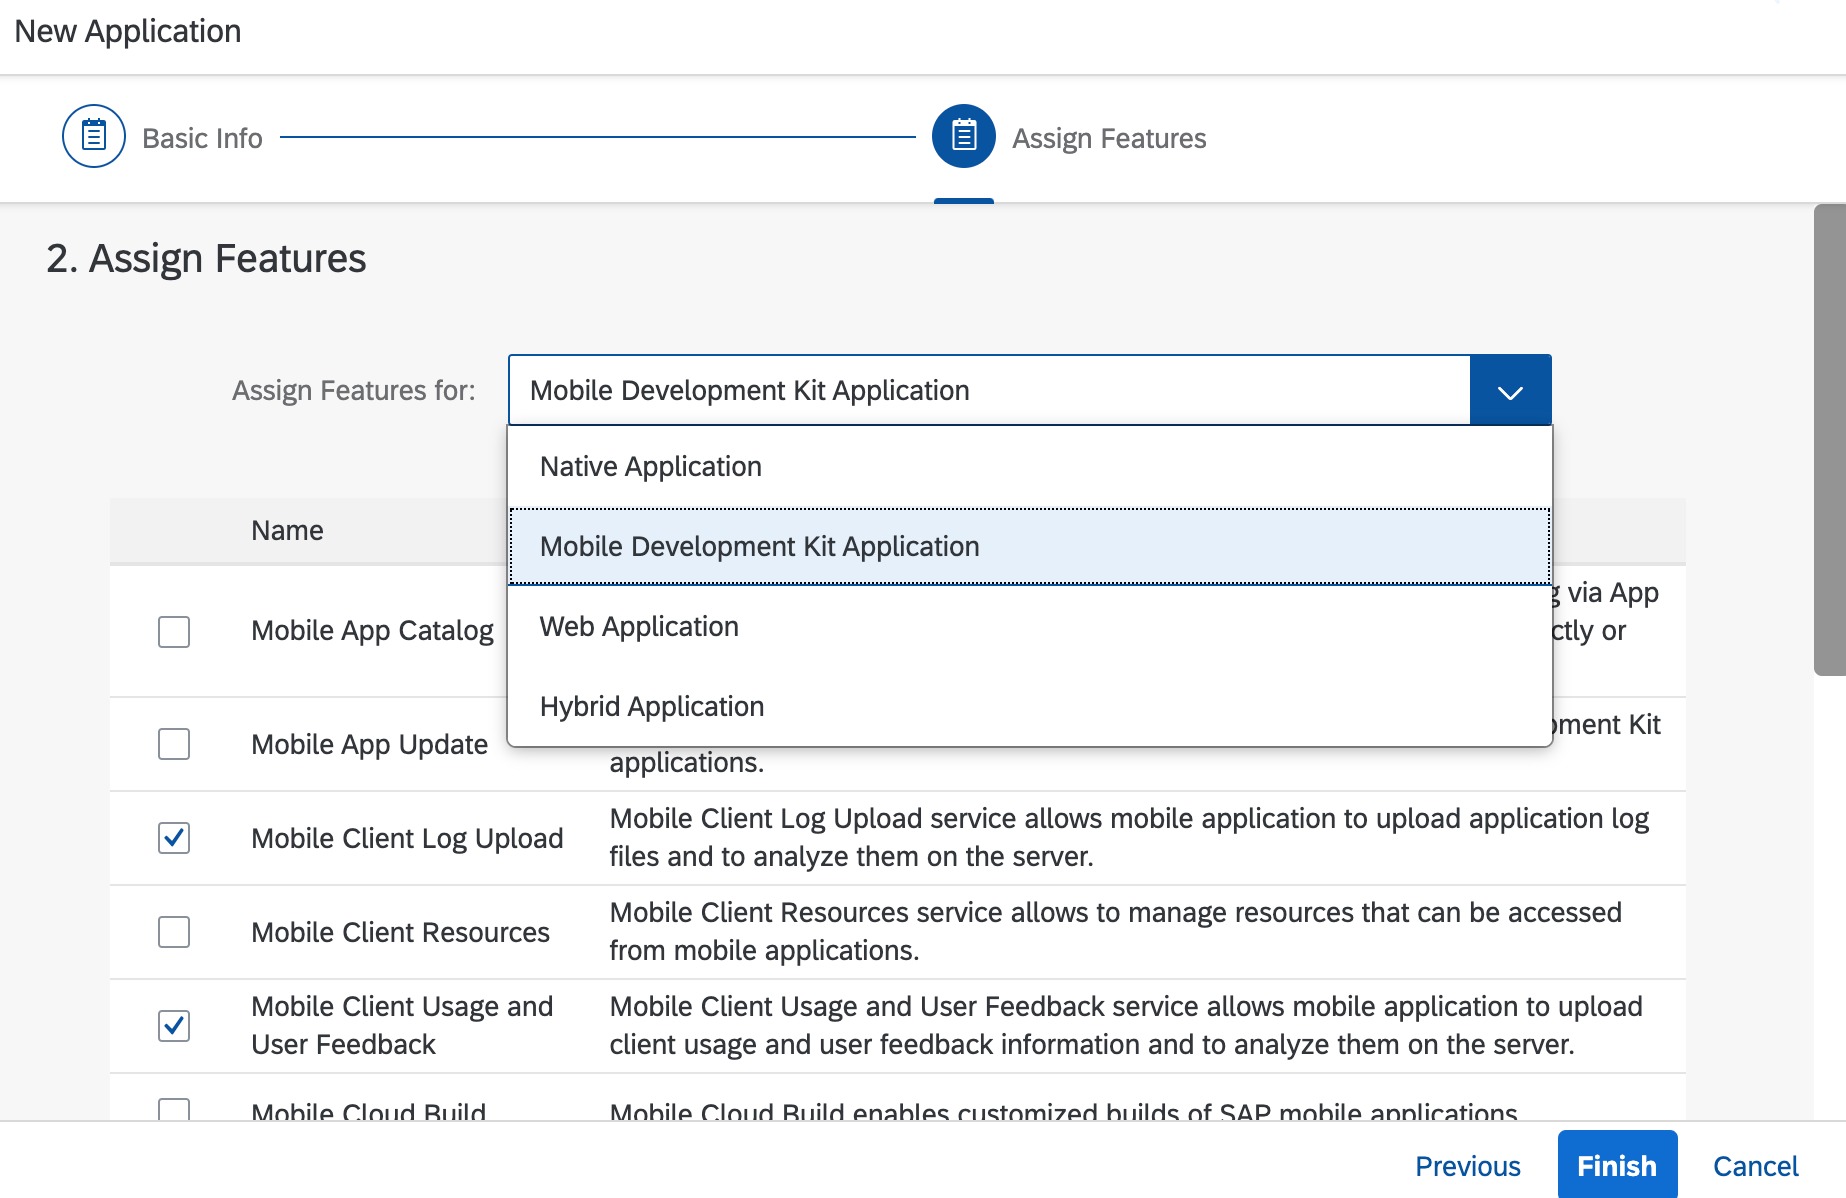 New Application
Basic Info
Assign Features
2. Assign Features
Assign Features for:
Mobile Development Kit Application
Native Application
Mobile Development Kit Application
Web Application
Hybrid Application
Name
Mobile App Catalog
via App
or
Mobile App Update
Kit
applications.
Mobile Client Log Upload
Mobile Client Log Upload service allows mobile application to upload application log
files and to analyze them on the server.
Mobile Client Resources
Mobile Client Resources service allows to manage resources that can be accessed
from mobile applications.
Mobile Client Usage and
User Feedback
Mobile Client Usage and User Feedback service allows mobile application to upload
client usage and user feedback information and to analyze them on the server.
Mobile Cloud Build
Mobile Cloud Build enables customized builds of SAP mobile applications
Previous
Finish
Cancel